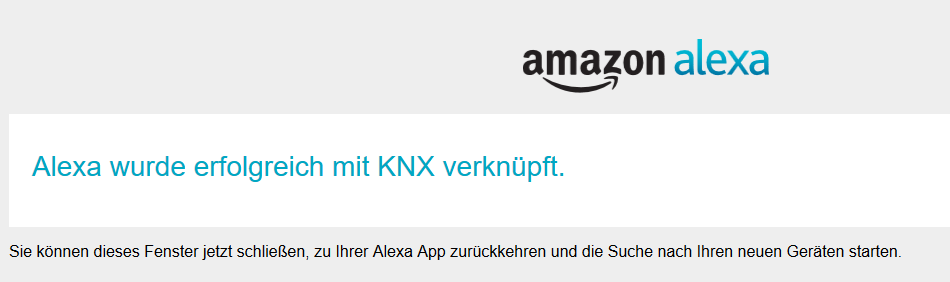 amazon alexa
Alexa wurde erfolgreich mit KNX verknüpft.
Sie können dieses Fenster jetzt schließen, zu Ihrer Alexa App zurückkehren und die Suche nach Ihren neuen Geräten starten.